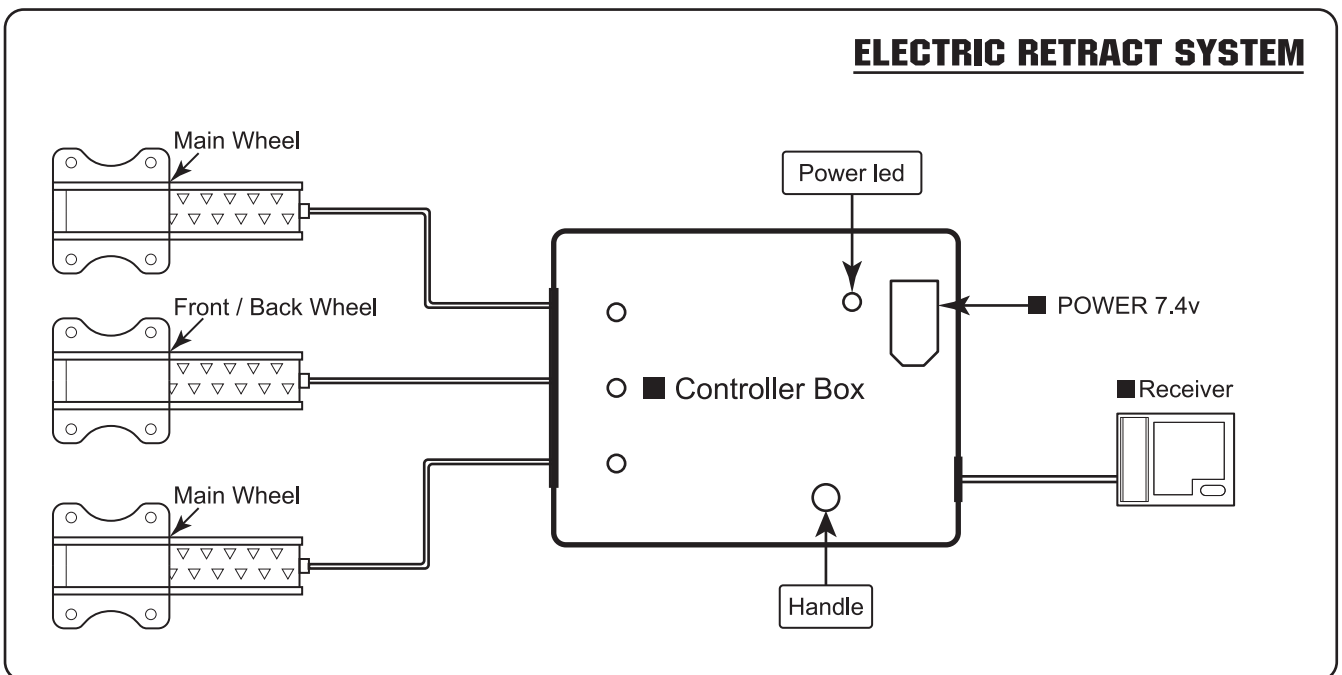 ELECTRIC RETRACT SYSTEM
Main Wheel
Power led
Front / Back Wheel
POWER 7.4v
Controller Box
Receiver
Main Wheel
Handle